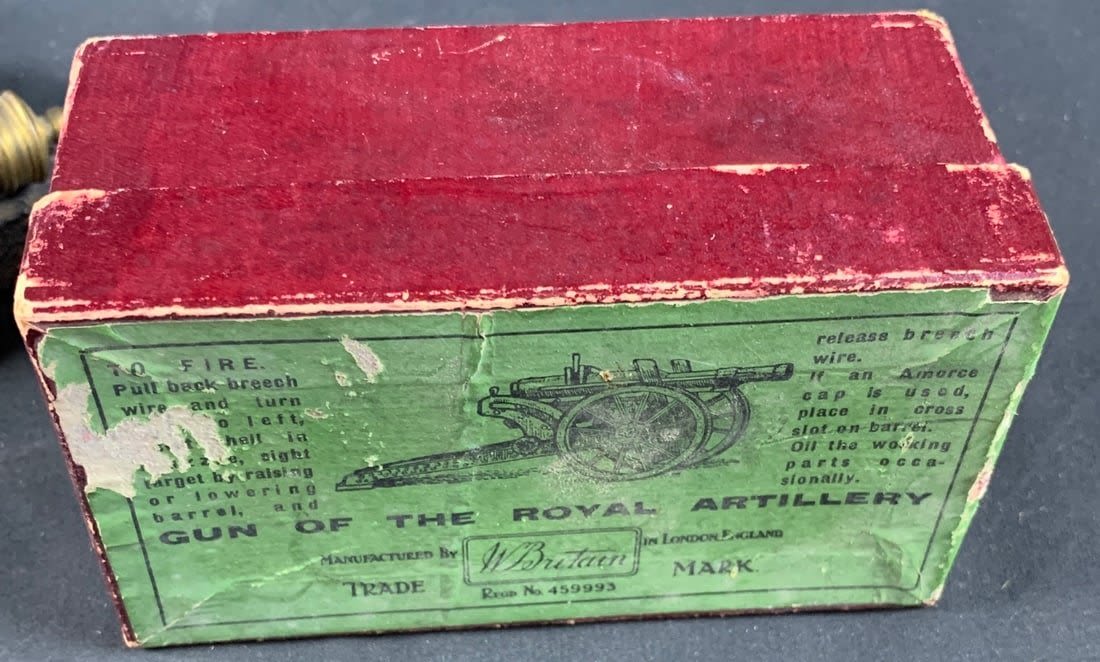 TO FIRE.
Pull back breech
wire and turn
left,
in
sight
target by raising
or lowering
barrel, and
release breech
wire.
If an Amorce
cap is used,
place in cross
slot on barrel.
Oil the working
parts occa-
sionally.
GUN OF THE ROYAL ARTILLERY
MANUFACTURED BY W Britain IN LONDON, ENGLAND
TRADE MARK.
REGD NO. 459993